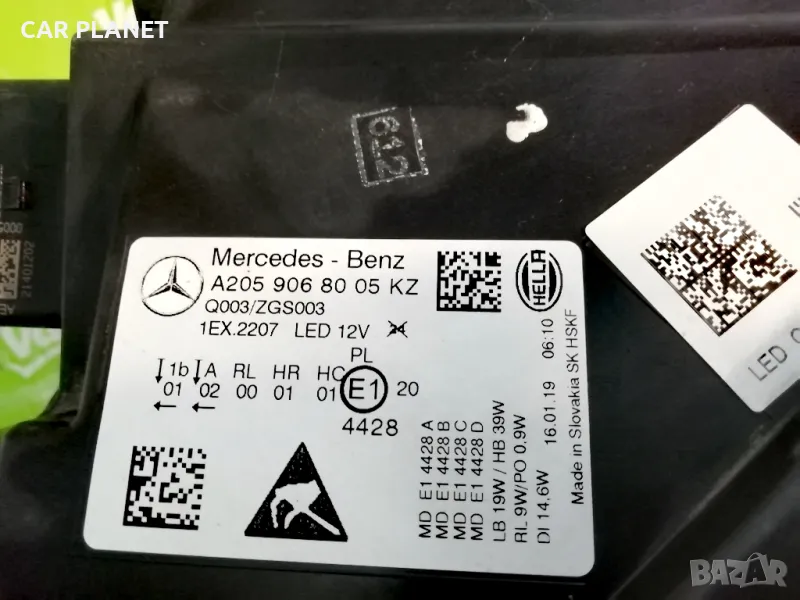 CAR PLANET
612
21401202
Mercedes - Benz
A205 906 80 05 KZ
Q003/ZGS003
1EX.2207 LED 12V
HELLA
PL
1b A RL HR HC
01 02 00 01 01 E1 20
4428
MD E1 4428 A
MD E1 4428 B
MD E1 4428 C
MD E1 4428 D
LB 19W / HB 39W
RL 9W/PO 0.9W
DI 14,6W 16.01.19 06:10
Made in Slovakia SK HSKF
LED
BAZAR
bg